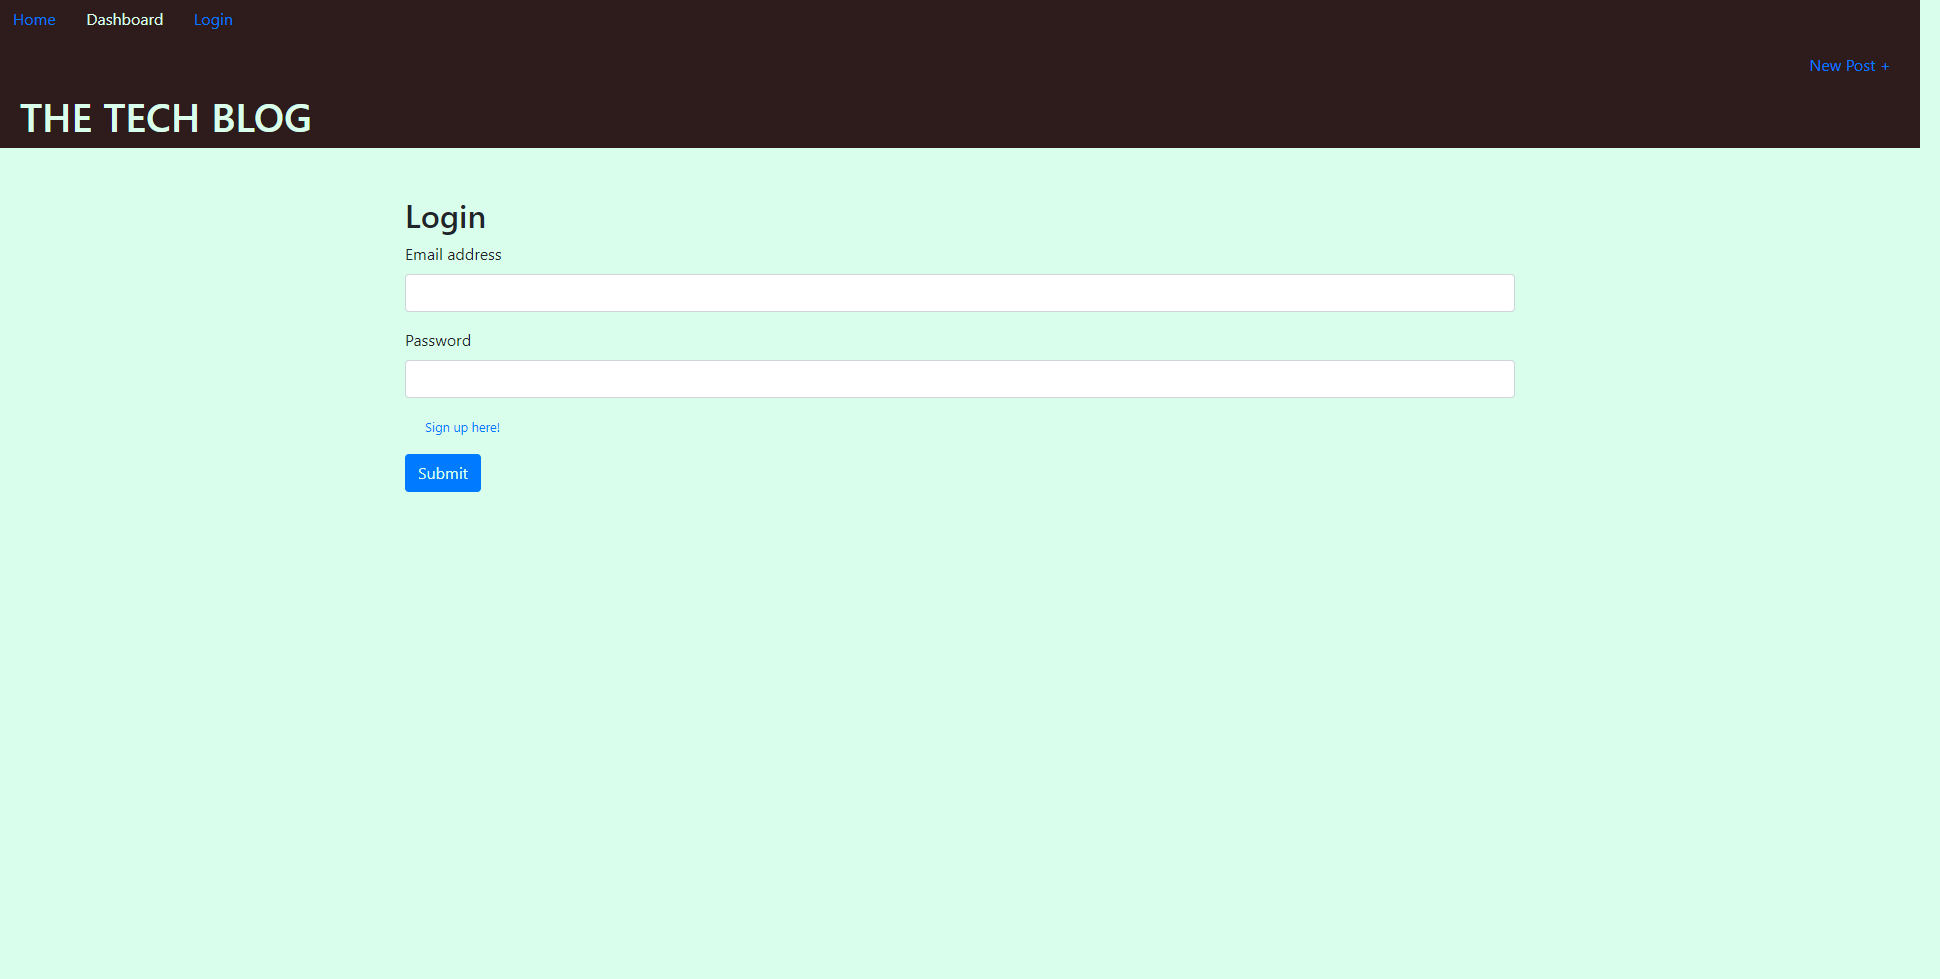 Home Dashboard Login
New Post +
THE TECH BLOG
Login
Email address
Password
Sign up here!
Submit